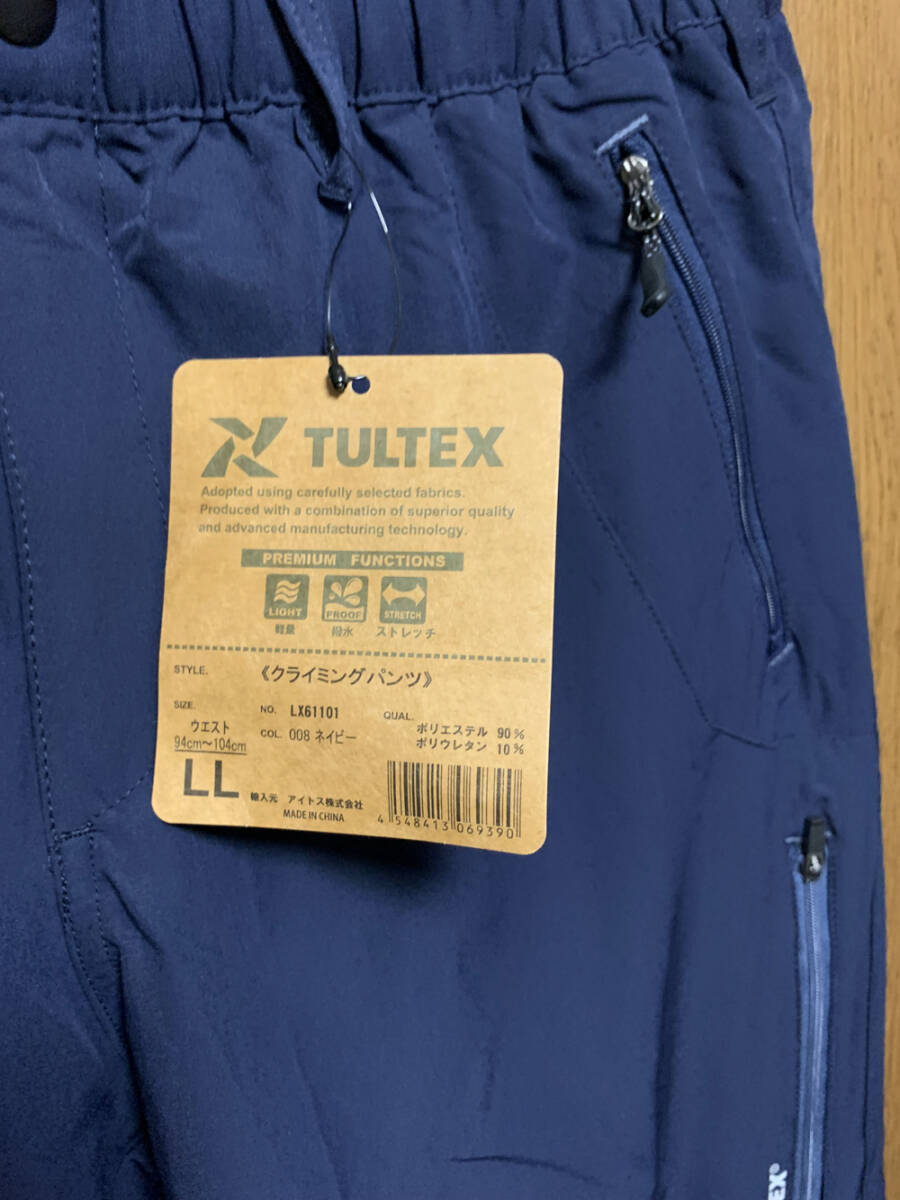 TULTEX
Adopted using carefully selected fabrics.
Produced with a combination of superior quality
and advanced manufacturing technology.
PREMIUM FUNCTIONS
LIGHT PROOF STRETCH
軽量 撥水 ストレッチ
STYLE. 《クライミングパンツ》
SIZE. NO. LX61101 QUAL.
ウエスト COL. 008 ネイビー ポリエステル 90%
94cm〜104cm ポリウレタン 10%
LL
輸入元 アイトス株式会社
MADE IN CHINA
4 548413 069390
EX®